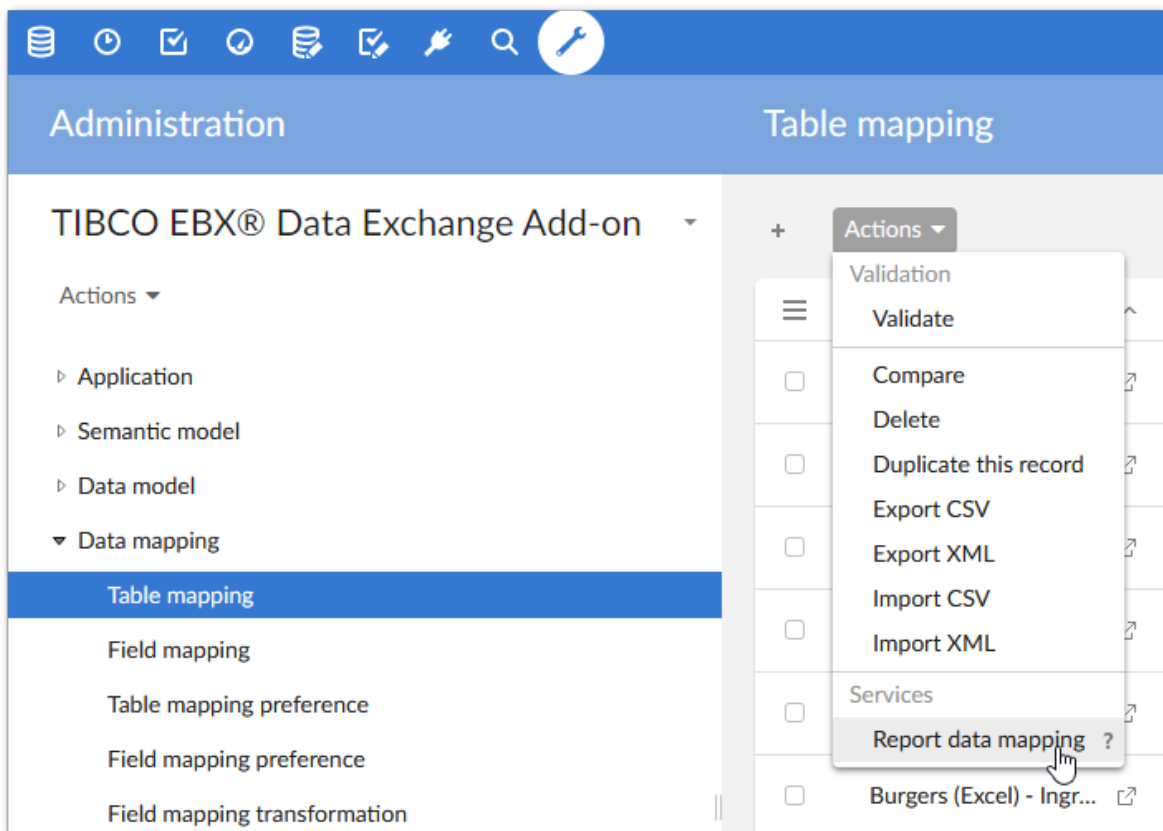 Administration
Table mapping
TIBCO EBX® Data Exchange Add-on
Actions
Application
Semantic model
Data model
Data mapping
Table mapping
Field mapping
Table mapping preference
Field mapping preference
Field mapping transformation
+ Actions
Validation
Validate
Compare
Delete
Duplicate this record
Export CSV
Export XML
Import CSV
Import XML
Services
Report data mapping ?
Burgers (Excel) - Ingr...